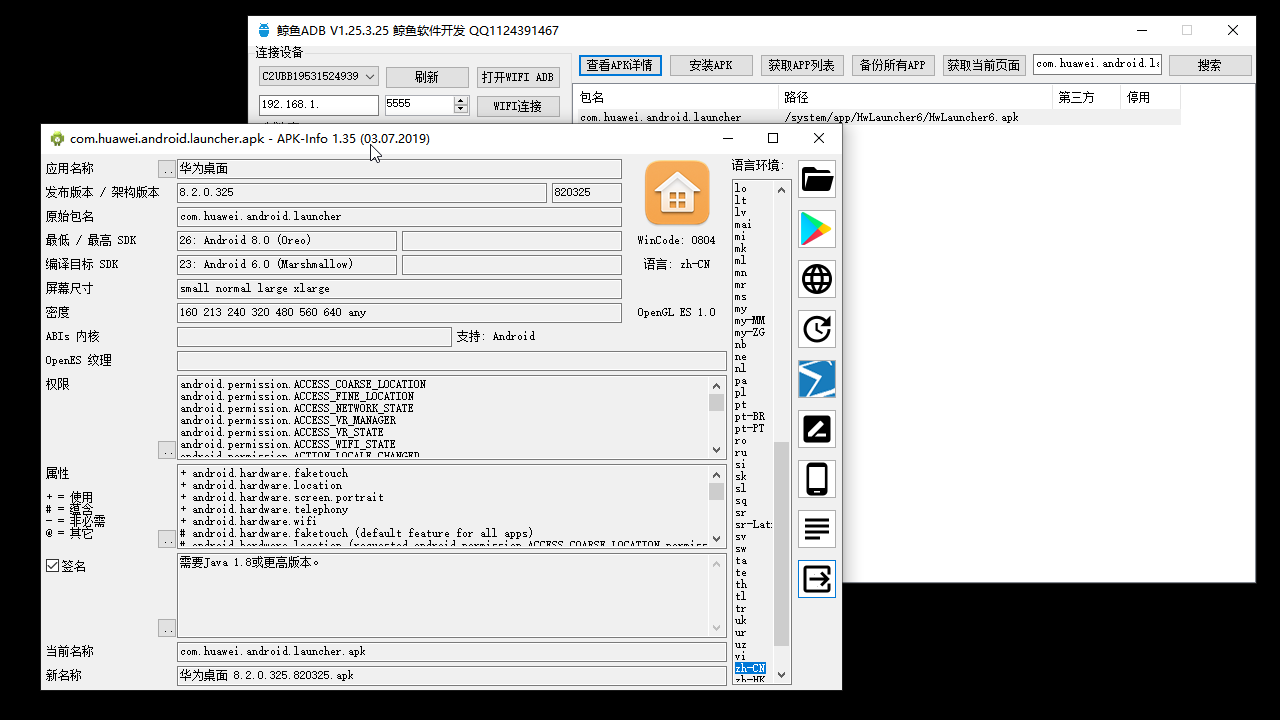 鲸鱼ADB V1.25.3.25 鲸鱼软件开发 QQ1124391467
连接设备
C2UBB19531524939 刷新 打开WIFI ADB 查看APK详情 安装APK 获取APP列表 备份所有APP 获取当前页面 搜索
192.168.1. 5555 WIFI连接
包名 路径 第三方 停用
com.huawei.android.launcher /system/app/HwLauncher6/HwLauncher6.apk
com.huawei.android.launcher.apk - APK-Info 1.35 (03.07.2019)
应用名称 .. 华为桌面
发布版本 / 架构版本 8.2.0.325 820325
原始包名 com.huawei.android.launcher
最低 / 最高 SDK 26: Android 8.0 (Oreo) WinCode: 0804
编译目标 SDK 23: Android 6.0 (Marshmallow) 语言: zh-CN
屏幕尺寸 small normal large xlarge
密度 160 213 240 320 480 560 640 any OpenGL ES 1.0
ABIs 内核 支持: Android
OpenES 纹理
权限
android.permission.ACCESS_COARSE_LOCATION
android.permission.ACCESS_FINE_LOCATION
android.permission.ACCESS_NETWORK_STATE
android.permission.ACCESS_VR_MANAGER
android.permission.ACCESS_VR_STATE
android.permission.ACCESS_WIFI_STATE
android.permission.ACTION_LOCALE_CHANGED
..
属性
+ = 使用
# = 蕴含
- = 非必需
@ = 其它
..
+ android.hardware.faketouch
+ android.hardware.location
+ android.hardware.screen.portrait
+ android.hardware.telephony
+ android.hardware.wifi
# android.hardware.faketouch (default feature for all apps)
# android.hardware.location (requested android.permission.ACCESS_COARSE_LOCATION permiss
签名
需要Java 1.8或更高版本。
..
当前名称 com.huawei.android.launcher.apk
新名称 华为桌面 8.2.0.325.820325.apk
语言环境:
lo
lt
lv
mai
mi
mk
ml
mn
mr
ms
my
my-MM
my-ZG
nb
ne
nl
pa
pl
pt
pt-BR
pt-PT
ro
ru
si
sk
sl
sq
sr
sr-Lat
sv
sw
ta
te
th
tl
tr
uk
ur
uz
vi
zh-CN
zh-HK